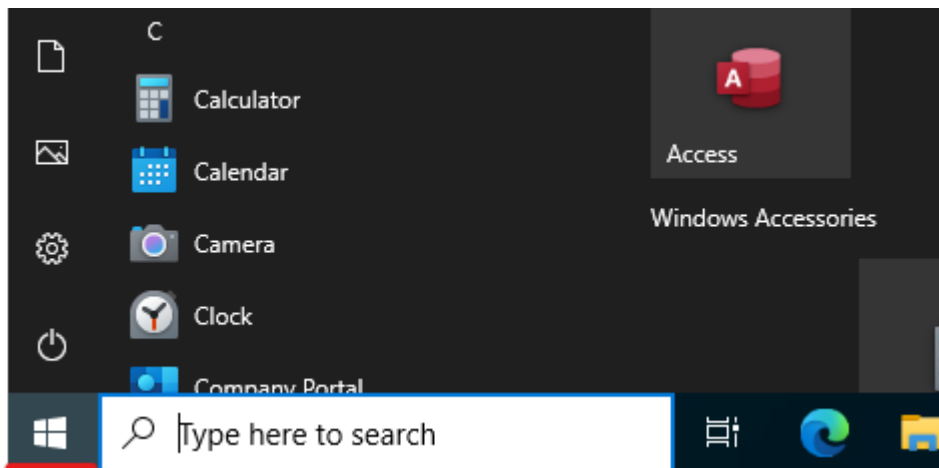 C
Calculator
Calendar
Camera
Clock
Company Portal
A
Access
Windows Accessories
Type here to search